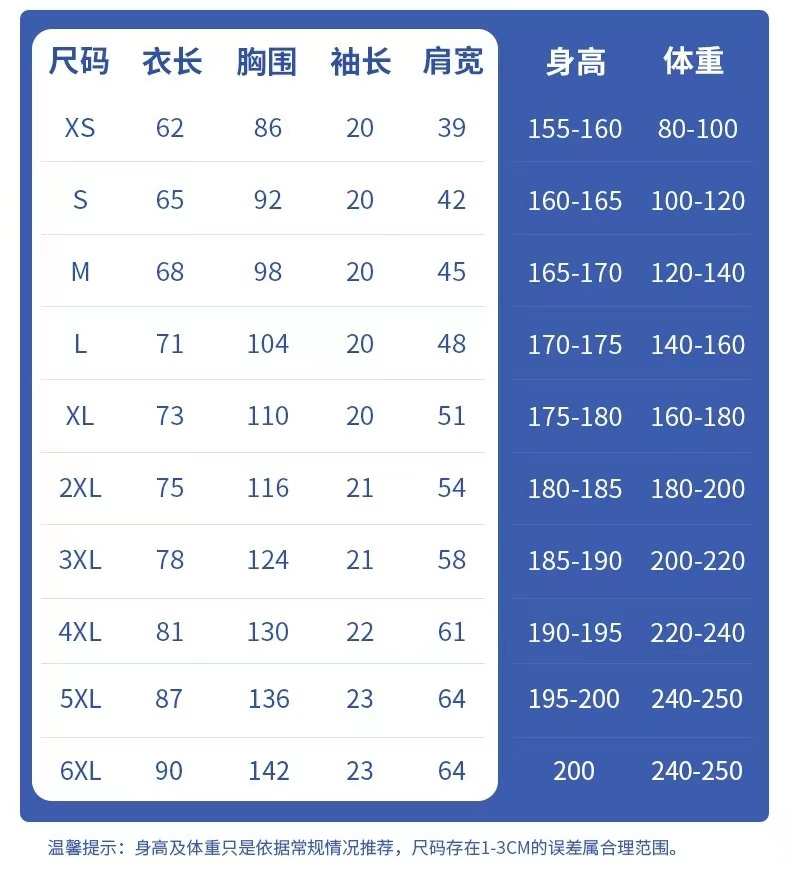 尺码 衣长 胸围 袖长 肩宽 身高 体重
XS 62 86 20 39 155-160 80-100
S 65 92 20 42 160-165 100-120
M 68 98 20 45 165-170 120-140
L 71 104 20 48 170-175 140-160
XL 73 110 20 51 175-180 160-180
2XL 75 116 21 54 180-185 180-200
3XL 78 124 21 58 185-190 200-220
4XL 81 130 22 61 190-195 220-240
5XL 87 136 23 64 195-200 240-250
6XL 90 142 23 64 200 240-250
温馨提示：身高及体重只是依据常规情况推荐，尺码存在1-3CM的误差属合理范围。